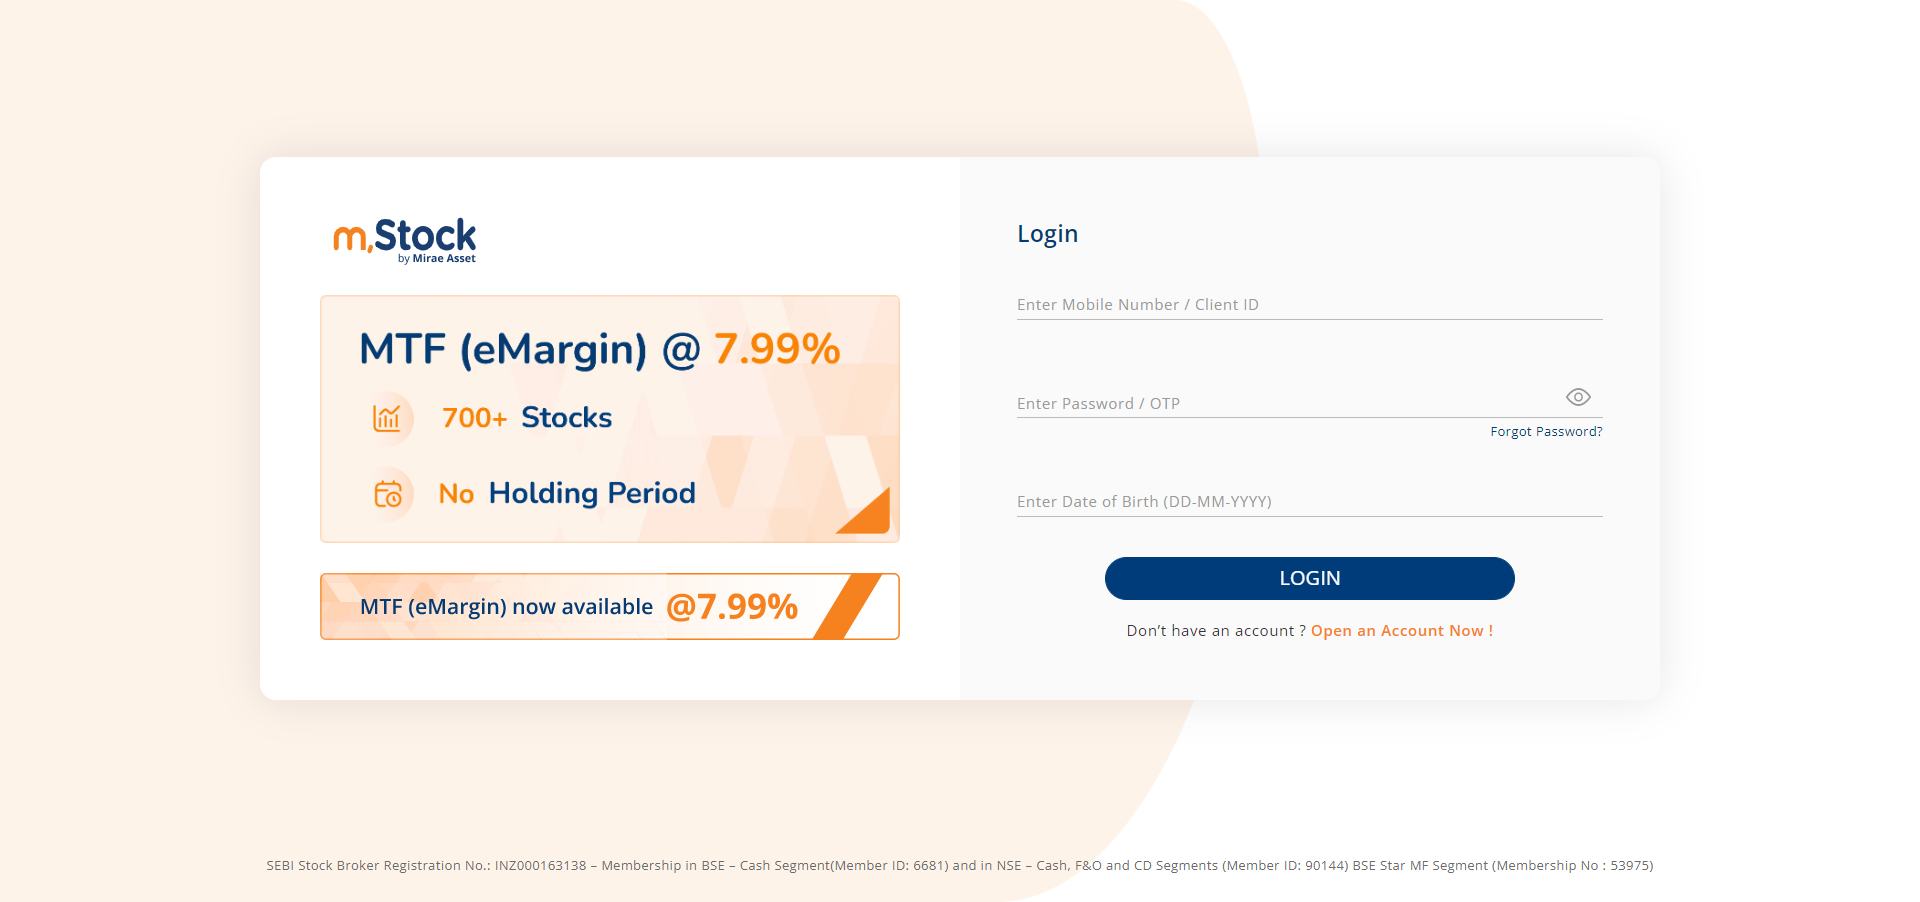 m.Stock
by Mirae Asset
MTF (eMargin) @ 7.99%
700+ Stocks
No Holding Period
MTF (eMargin) now available @7.99%
Login
Enter Mobile Number / Client ID
Enter Password / OTP
Forgot Password?
Enter Date of Birth (DD-MM-YYYY)
LOGIN
Don’t have an account ? Open an Account Now !
SEBI Stock Broker Registration No.: INZ000163138 – Membership in BSE – Cash Segment(Member ID: 6681) and in NSE – Cash, F&O and CD Segments (Member ID: 90144) BSE Star MF Segment (Membership No : 53975)